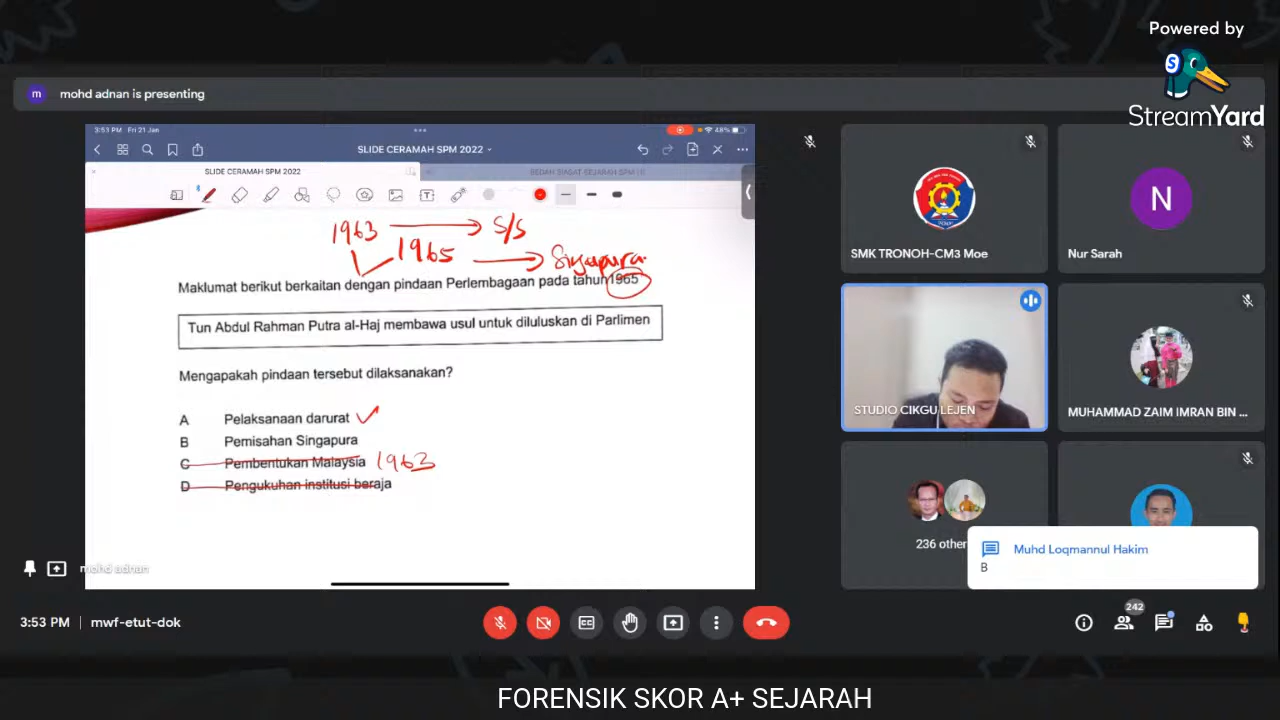 Powered by
StreamYard
m mohd adnan is presenting
3:53 PM Fri 21 Jan
48%
SLIDE CERAMAH SPM 2022
SLIDE CERAMAH SPM 2022
BEDAH SIASAT SEJARAH SPM
1963 → S/S
1965 → Singapura
Maklumat berikut berkaitan dengan pindaan Perlembagaan pada tahun 1965
Tun Abdul Rahman Putra al-Haj membawa usul untuk diluluskan di Parlimen
Mengapakah pindaan tersebut dilaksanakan?
A Pelaksanaan darurat ✓
B Pemisahan Singapura
C Pembentukan Malaysia 1963
D Pengukuhan institusi beraja
mohd adnan
SMK TRONOH-CM3 Moe
N
Nur Sarah
STUDIO CIKGU LEJEN
MUHAMMAD ZAIM IMRAN BIN ...
236 other
Muhd Loqmannul Hakim
B
3:53 PM | mwf-etut-dok
242
FORENSIK SKOR A+ SEJARAH